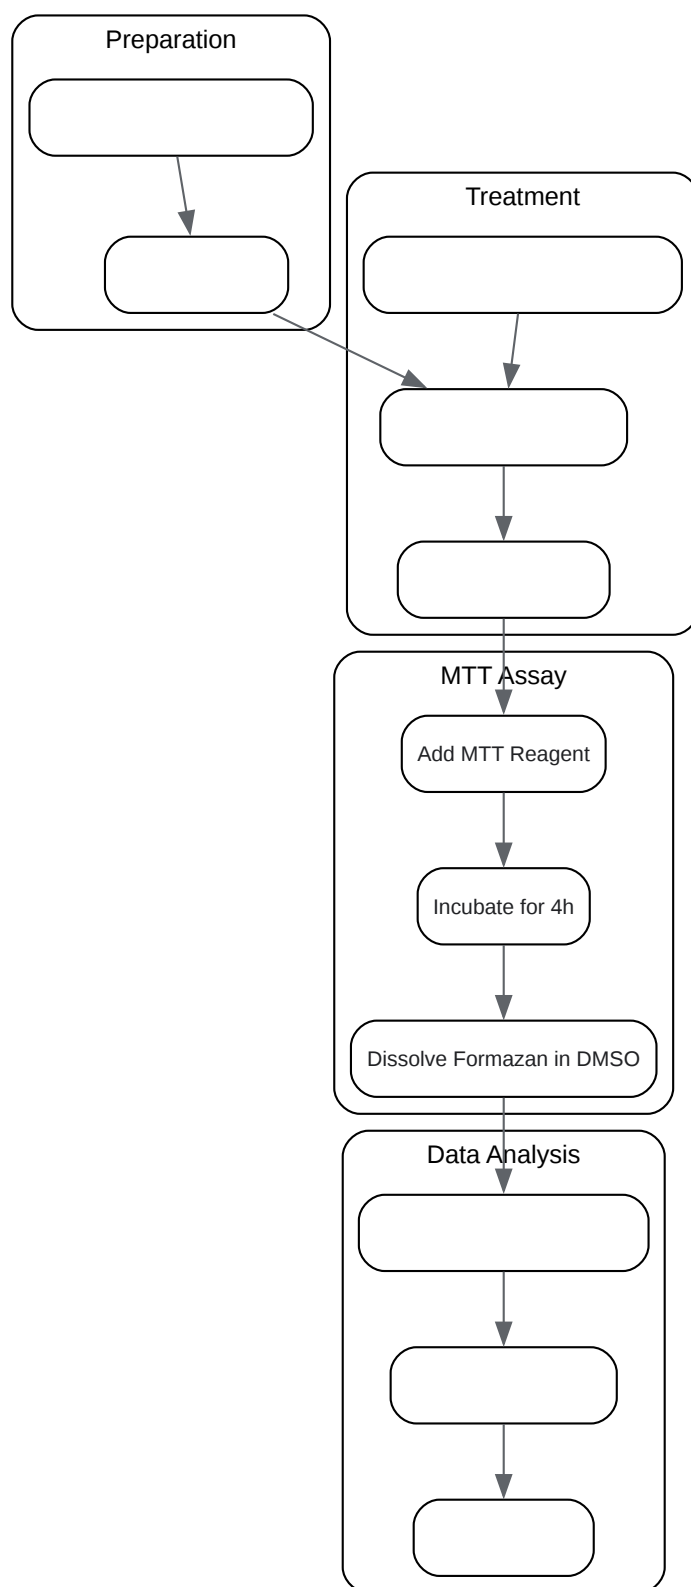 Preparation
Treatment
MTT Assay
Add MTT Reagent
Incubate for 4h
Dissolve Formazan in DMSO
Data Analysis